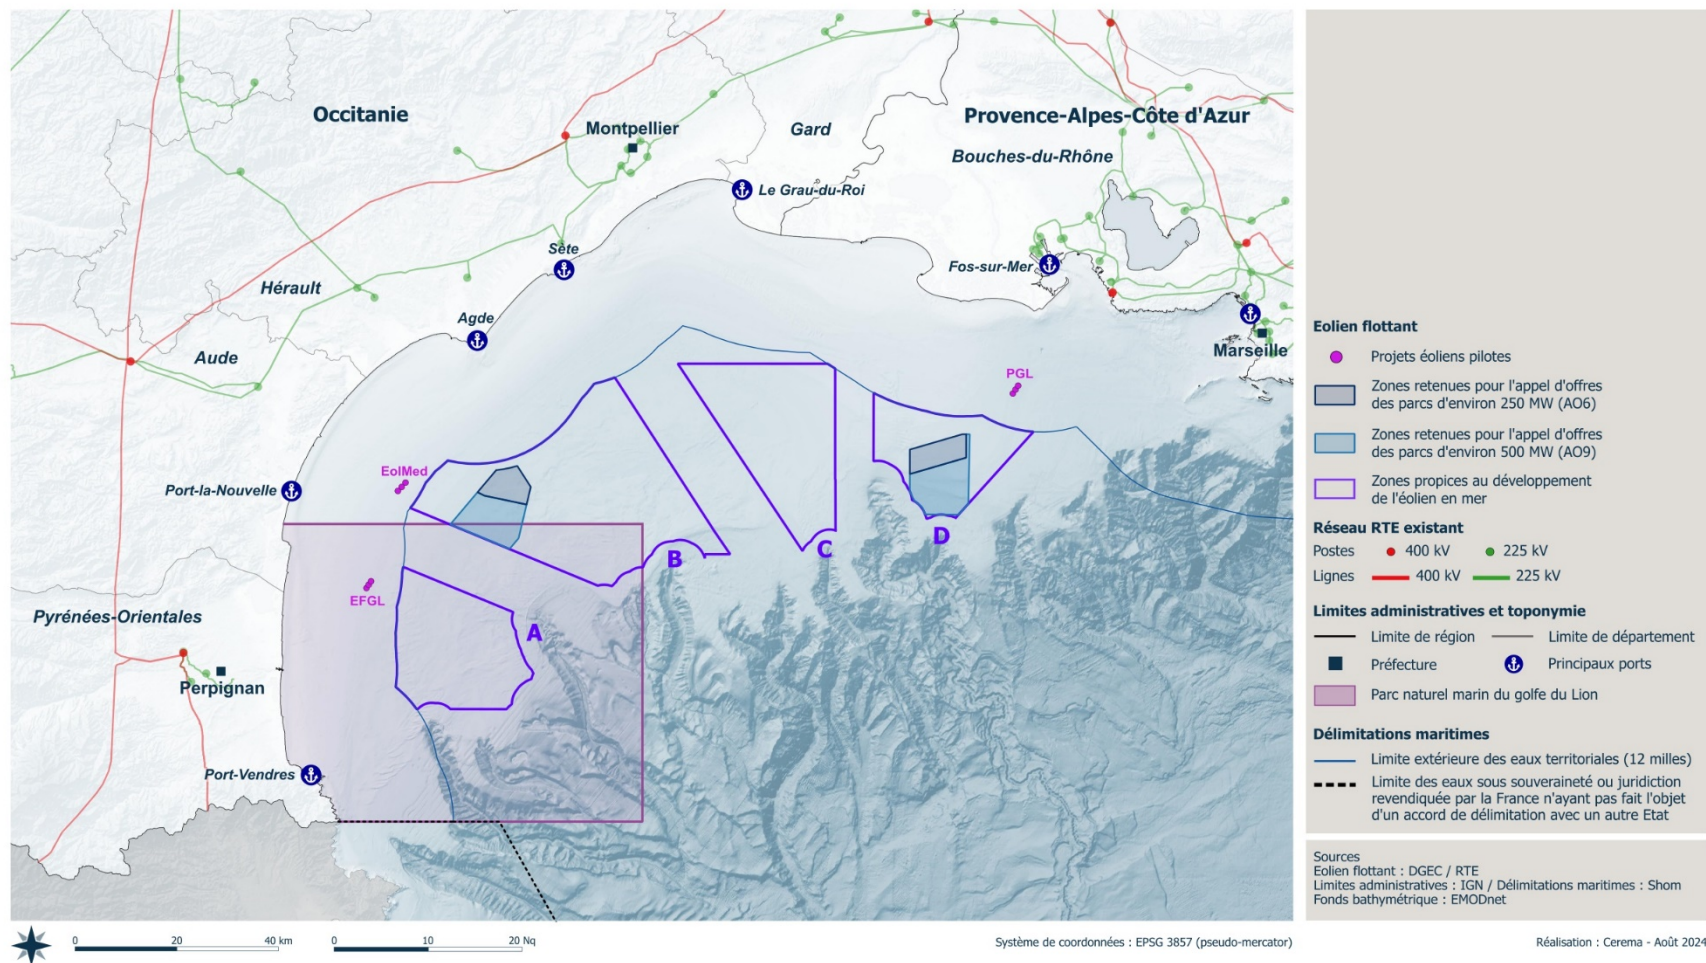 Occitanie
Montpellier
Gard
Provence-Alpes-Côte d'Azur
Bouches-du-Rhône
Le Grau-du-Roi
Sète
Fos-sur-Mer
Hérault
Agde
Aude
Marseille
PGL
EolMed
Port-la-Nouvelle
D
B
C
EFGL
Pyrénées-Orientales
A
Perpignan
Port-Vendres
Eolien flottant
Projets éoliens pilotes
Zones retenues pour l'appel d'offres
des parcs d'environ 250 MW (AO6)
Zones retenues pour l'appel d'offres
des parcs d'environ 500 MW (AO9)
Zones propices au développement
de l'éolien en mer
Réseau RTE existant
Postes 400 kV 225 kV
Lignes 400 kV 225 kV
Limites administratives et toponymie
Limite de région Limite de département
Préfecture Principaux ports
Parc naturel marin du golfe du Lion
Délimitations maritimes
Limite extérieure des eaux territoriales (12 milles)
Limite des eaux sous souveraineté ou juridiction
revendiquée par la France n'ayant pas fait l'objet
d'un accord de délimitation avec un autre Etat
Sources
Eolien flottant : DGEC / RTE
Limites administratives : IGN / Délimitations maritimes : Shom
Fonds bathymétrique : EMODnet
0 20 40 km
0 10 20 Nq
Système de coordonnées : EPSG 3857 (pseudo-mercator)
Réalisation : Cerema - Août 2024